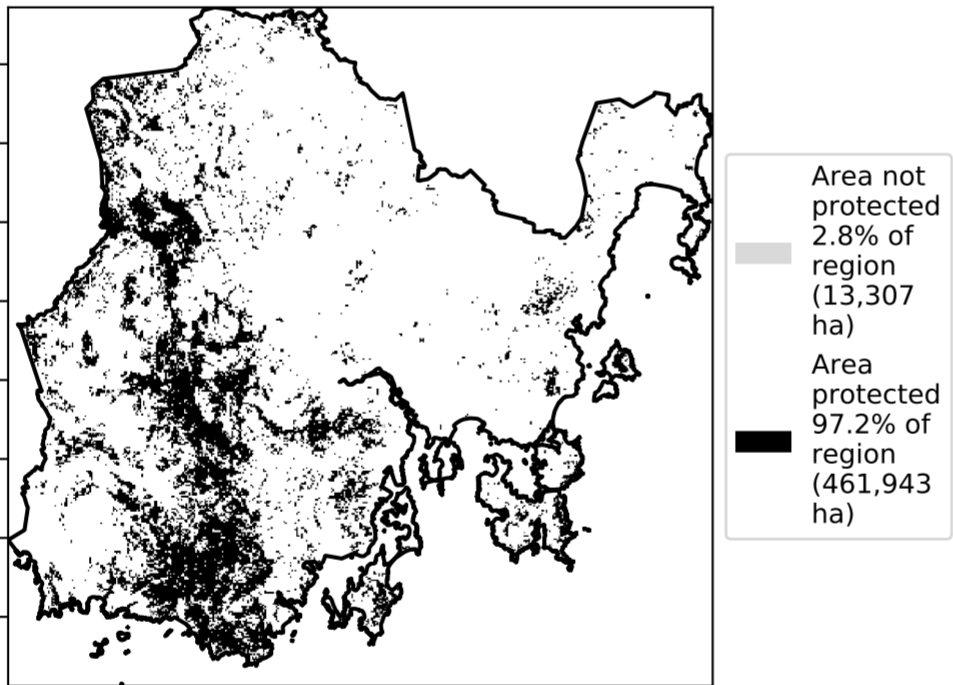 Area not
protected
2.8% of
region
(13,307
ha)
Area
protected
97.2% of
region
(461,943
ha)